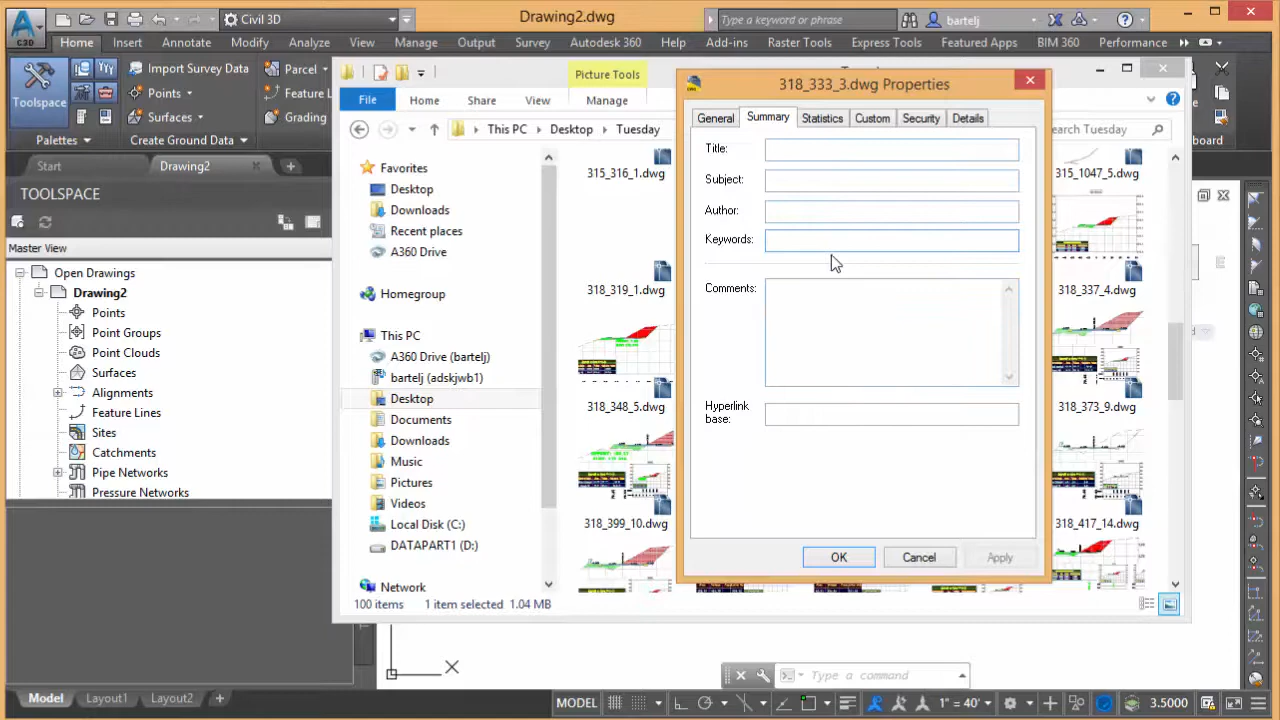 Civil 3D
Drawing2.dwg
Type a keyword or phrase
bartelj
C3D
Home Insert Annotate Modify View Analyze Manage Output Survey Autodesk 360 Help Add-ins Raster Tools Express Tools Featured Apps BIM 360 Performance
Toolspace
Import Survey Data
Points
Surfaces
Parcel
Feature L
Palettes
Create Ground Data
Start
Drawing2
TOOLSPACE
Master View
Open Drawings
Drawing2
Points
Point Groups
Point Clouds
Surfaces
Alignments
Feature Lines
Sites
Catchments
Pipe Networks
Pressure Networks
Picture Tools
File Home Share View Manage
This PC Desktop Tuesday
earch Tuesday
Favorites
Desktop
Downloads
Recent places
A360 Drive
Homegroup
This PC
A360 Drive (bartelj)
bartelj (adskjwb1)
Desktop
Documents
Downloads
Music
Pictures
Videos
Local Disk (C:)
DATAPART1 (D:)
Network
315_316_1.dwg
318_319_1.dwg
318_348_5.dwg
318_399_10.dwg
315_1047_5.dwg
318_337_4.dwg
318_373_9.dwg
318_417_14.dwg
100 items 1 item selected 1.04 MB
318_333_3.dwg Properties
General Summary Statistics Custom Security Details
Title:
Subject:
Author:
Keywords:
Comments:
Hyperlink
base:
OK Cancel Apply
board
Type a command
Model Layout1 Layout2
MODEL
1" = 40'
3.5000